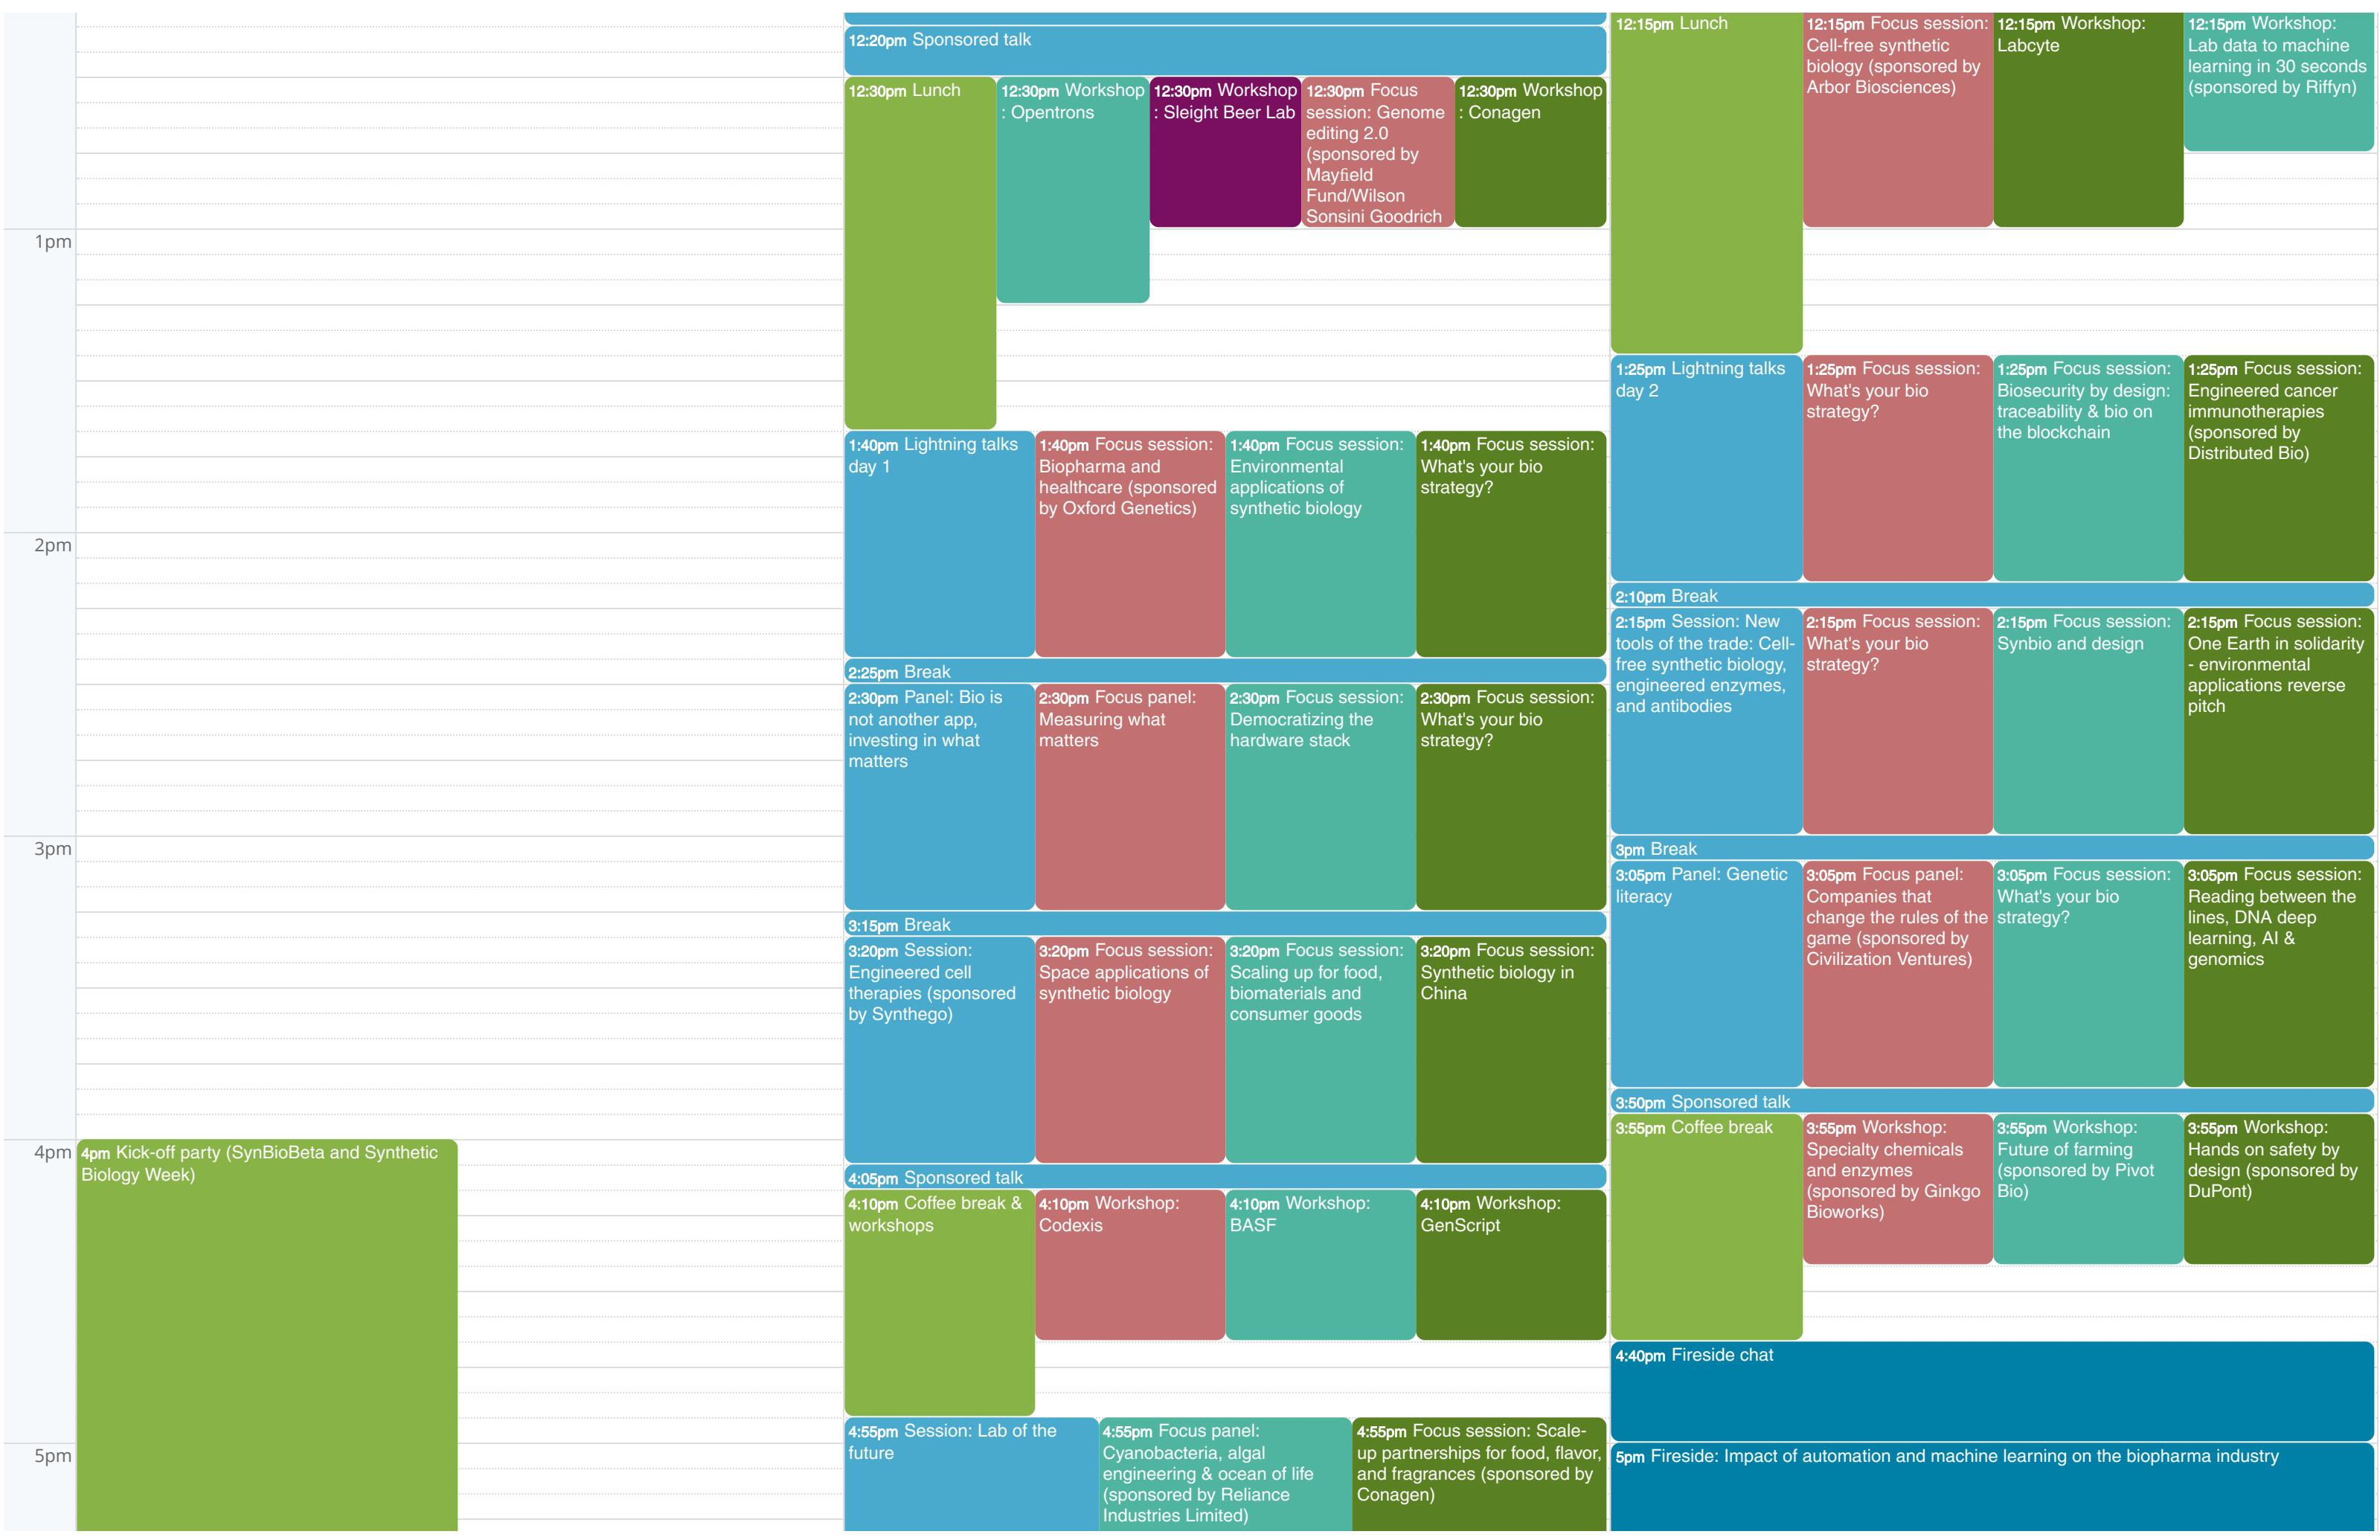 12:20pm Sponsored talk
12:30pm Lunch
12:30pm Workshop
: Opentrons
12:30pm Workshop
: Sleight Beer Lab
12:30pm Focus
session: Genome
editing 2.0
(sponsored by
Mayfield
Fund/Wilson
Sonsini Goodrich
12:30pm Workshop
: Conagen
12:15pm Lunch
12:15pm Focus session:
Cell-free synthetic
biology (sponsored by
Arbor Biosciences)
12:15pm Workshop:
Labcyte
12:15pm Workshop:
Lab data to machine
learning in 30 seconds
(sponsored by Riffyn)
1pm
1:25pm Lightning talks
day 2
1:25pm Focus session:
What's your bio
strategy?
1:25pm Focus session:
Biosecurity by design:
traceability & bio on
the blockchain
1:25pm Focus session:
Engineered cancer
immunotherapies
(sponsored by
Distributed Bio)
1:40pm Lightning talks
day 1
1:40pm Focus session:
Biopharma and
healthcare (sponsored
by Oxford Genetics)
1:40pm Focus session:
Environmental
applications of
synthetic biology
1:40pm Focus session:
What's your bio
strategy?
2pm
2:10pm Break
2:15pm Session: New
tools of the trade: Cell-
free synthetic biology,
engineered enzymes,
and antibodies
2:15pm Focus session:
What's your bio
strategy?
2:15pm Focus session:
Synbio and design
2:15pm Focus session:
One Earth in solidarity
- environmental
applications reverse
pitch
2:25pm Break
2:30pm Panel: Bio is
not another app,
investing in what
matters
2:30pm Focus panel:
Measuring what
matters
2:30pm Focus session:
Democratizing the
hardware stack
2:30pm Focus session:
What's your bio
strategy?
3pm
3pm Break
3:05pm Panel: Genetic
literacy
3:05pm Focus panel:
Companies that
change the rules of the
game (sponsored by
Civilization Ventures)
3:05pm Focus session:
What's your bio
strategy?
3:05pm Focus session:
Reading between the
lines, DNA deep
learning, AI &
genomics
3:15pm Break
3:20pm Session:
Engineered cell
therapies (sponsored
by Synthego)
3:20pm Focus session:
Space applications of
synthetic biology
3:20pm Focus session:
Scaling up for food,
biomaterials and
consumer goods
3:20pm Focus session:
Synthetic biology in
China
3:50pm Sponsored talk
3:55pm Coffee break
3:55pm Workshop:
Specialty chemicals
and enzymes
(sponsored by Ginkgo
Bioworks)
3:55pm Workshop:
Future of farming
(sponsored by Pivot
Bio)
3:55pm Workshop:
Hands on safety by
design (sponsored by
DuPont)
4pm
4pm Kick-off party (SynBioBeta and Synthetic
Biology Week)
4:05pm Sponsored talk
4:10pm Coffee break &
workshops
4:10pm Workshop:
Codexis
4:10pm Workshop:
BASF
4:10pm Workshop:
GenScript
4:40pm Fireside chat
4:55pm Session: Lab of the
future
4:55pm Focus panel:
Cyanobacteria, algal
engineering & ocean of life
(sponsored by Reliance
Industries Limited)
4:55pm Focus session: Scale-
up partnerships for food, flavor,
and fragrances (sponsored by
Conagen)
5pm
5pm Fireside: Impact of automation and machine learning on the biopharma industry